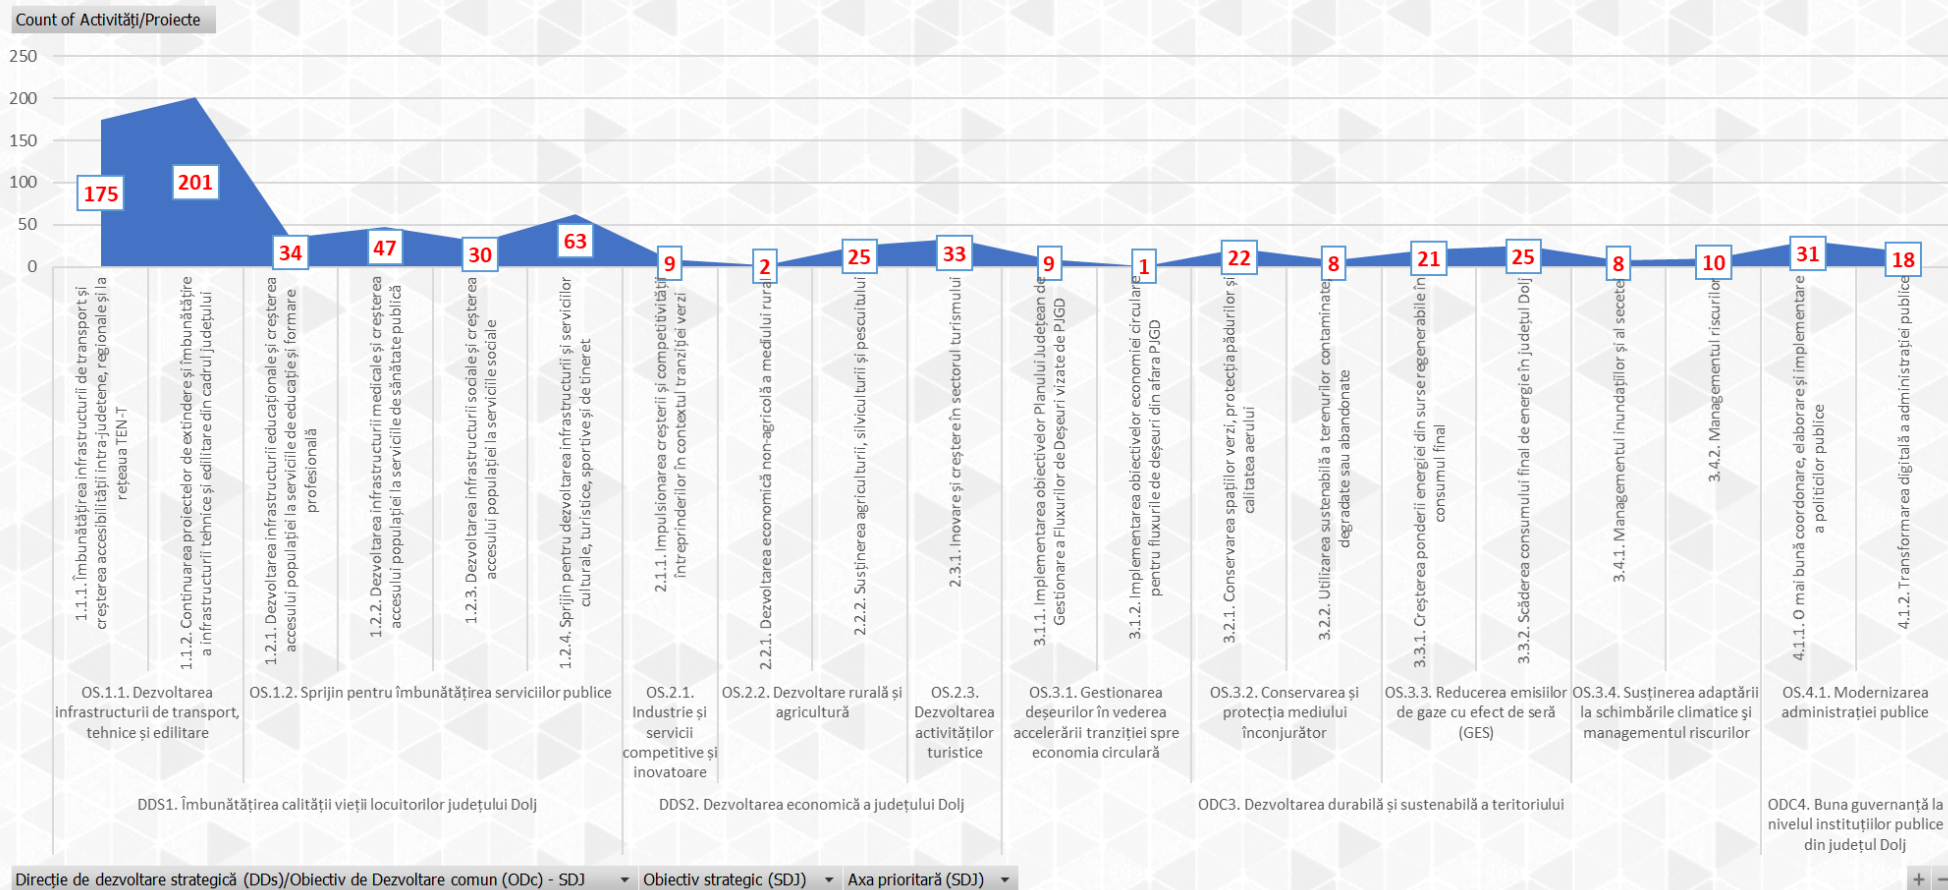 Count of Activități/Proiecte
250
200
150
100
50
0
175
201
34
47
30
63
9
2
25
33
9
1
22
8
21
25
8
10
31
18
1.1.1. Îmbunătățirea infrastructurii de transport și
creșterea accesibilității intra-județene, regionale și la
rețeaua TEN-T
1.1.2. Continuarea proiectelor de extindere și îmbunătățire
a infrastructurii tehnice și edilitare din cadrul județului
1.2.1. Dezvoltarea infrastructurii educaționale și creșterea
accesului populației la serviciile de educație și formare
profesională
1.2.2. Dezvoltarea infrastructurii medicale și creșterea
accesului populației la serviciile de sănătate publică
1.2.3. Dezvoltarea infrastructurii sociale și creșterea
accesului populației la serviciile sociale
1.2.4. Sprijin pentru dezvoltarea infrastructurii și serviciilor
culturale, turistice, sportive și de tineret
2.1.1. Impulsionarea creșterii și competitivității
întreprinderilor în contextul tranziției verzi
2.2.1. Dezvoltarea economică non-agricolă a mediului rural
2.2.2. Susținerea agriculturii, silviculturii și pescuitului
2.3.1. Inovare și creștere în sectorul turismului
3.1.1. Implementarea obiectivelor Planului Județean de
Gestionare a Fluxurilor de Deșeuri vizate de PJGD
3.1.2. Implementarea obiectivelor economiei circulare
pentru fluxurile de deșeuri din afara PJGD
3.2.1. Conservarea spațiilor verzi, protecția pădurilor și
calitatea aerului
3.2.2. Utilizarea sustenabilă a terenurilor contaminate,
degradate sau abandonate
3.3.1. Creșterea ponderii energiei din surse regenerabile în
consumul final
3.3.2. Scăderea consumului final de energie în județul Dolj
3.4.1. Managementul inundațiilor și al secetei
3.4.2. Managementul riscurilor
4.1.1. O mai bună coordonare, elaborare și implementare
a politicilor publice
4.1.2. Transformarea digitală a administrației publice
OS.1.1. Dezvoltarea
infrastructurii de transport,
tehnice și edilitare
OS.1.2. Sprijin pentru îmbunătățirea serviciilor publice
OS.2.1.
Industrie și
servicii
competitive și
inovatoare
OS.2.2. Dezvoltare rurală și
agricultură
OS.2.3.
Dezvoltarea
activităților
turistice
OS.3.1. Gestionarea
deșeurilor în vederea
accelerării tranziției spre
economia circulară
OS.3.2. Conservarea și
protecția mediului
înconjurător
OS.3.3. Reducerea emisiilor
de gaze cu efect de seră
(GES)
OS.3.4. Susținerea adaptării
la schimbările climatice și
managementul riscurilor
OS.4.1. Modernizarea
administrației publice
DDS1. Îmbunătățirea calității vieții locuitorilor județului Dolj
DDS2. Dezvoltarea economică a județului Dolj
ODC3. Dezvoltarea durabilă și sustenabilă a teritoriului
ODC4. Buna guvernanță la
nivelul instituțiilor publice
din județul Dolj
Direcție de dezvoltare strategică (DDs)/Obiectiv de Dezvoltare comun (ODc) - SDJ
Obiectiv strategic (SDJ)
Axa prioritară (SDJ)